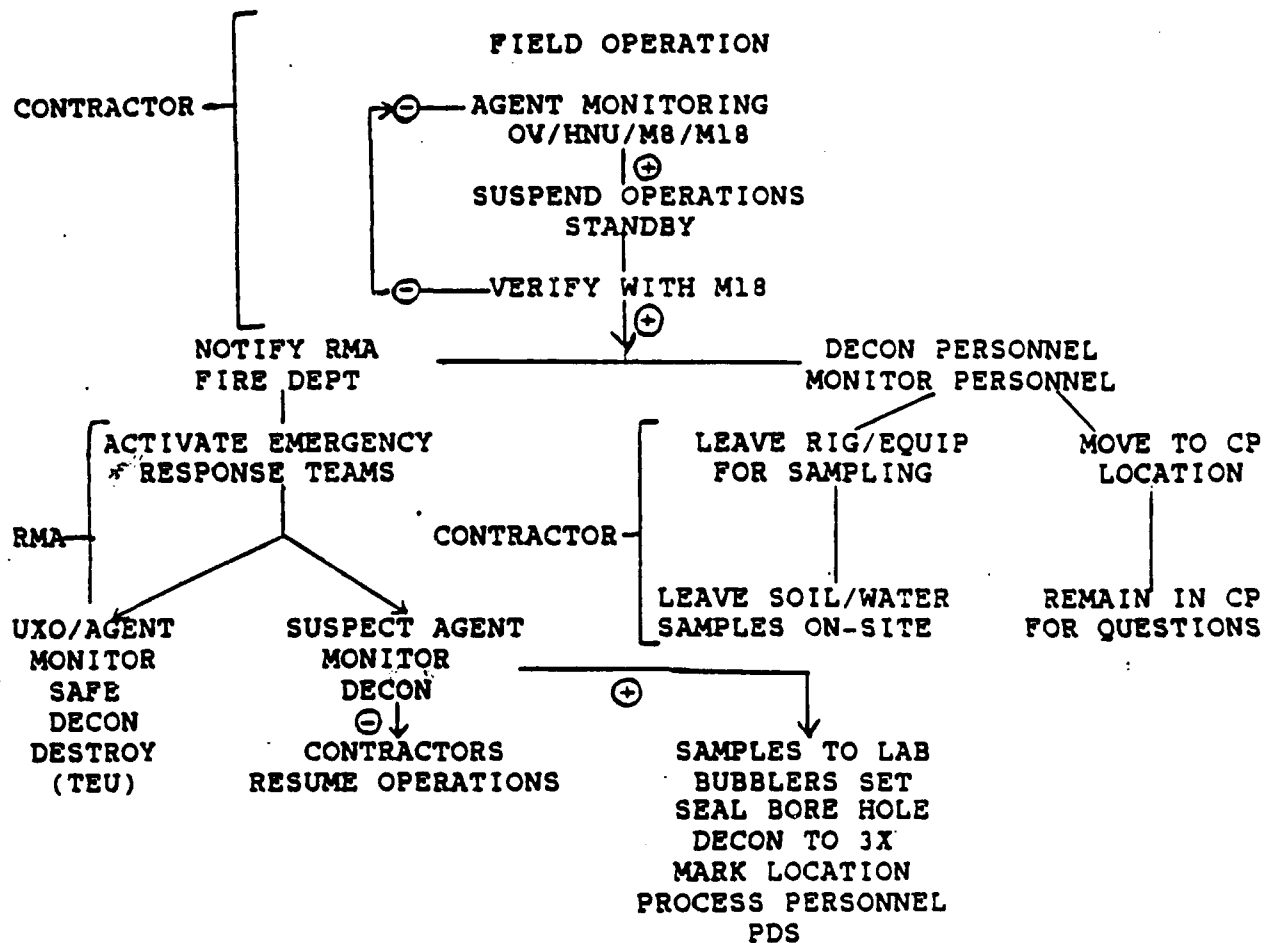 FIELD OPERATION
CONTRACTOR
⊖ AGENT MONITORING
OV/HNU/M8/M18
⊕
SUSPEND OPERATIONS
STANDBY
⊖ VERIFY WITH M18
⊕
NOTIFY RMA
FIRE DEPT
DECON PERSONNEL
MONITOR PERSONNEL
RMA
ACTIVATE EMERGENCY
* RESPONSE TEAMS
CONTRACTOR
LEAVE RIG/EQUIP
FOR SAMPLING
MOVE TO CP
LOCATION
LEAVE SOIL/WATER
SAMPLES ON-SITE
REMAIN IN CP
FOR QUESTIONS
UXO/AGENT
MONITOR
SAFE
DECON
DESTROY
(TEU)
SUSPECT AGENT
MONITOR
DECON
⊖
CONTRACTORS
RESUME OPERATIONS
⊕
SAMPLES TO LAB
BUBBLERS SET
SEAL BORE HOLE
DECON TO 3X
MARK LOCATION
PROCESS PERSONNEL
PDS